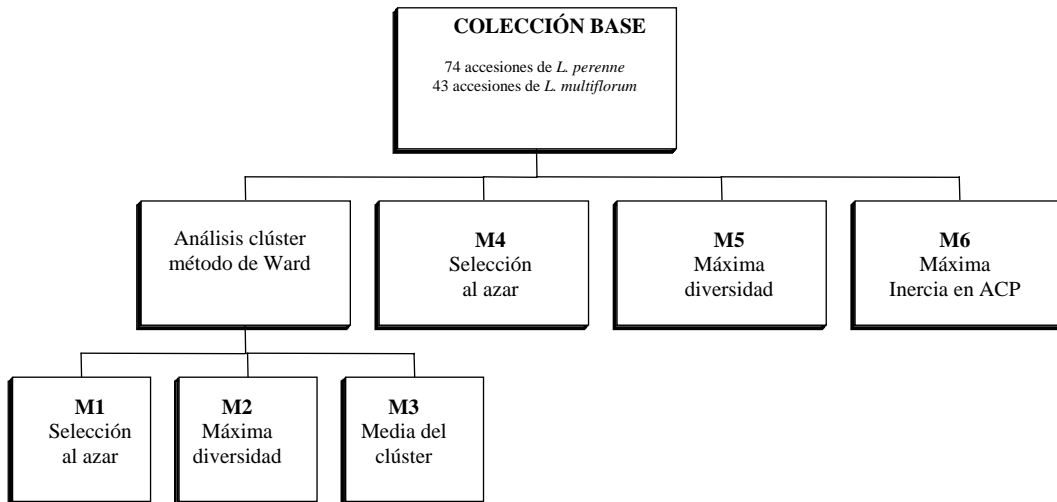 COLECCIÓN BASE
74 accesiones de L. perenne
43 accesiones de L. multiflorum
Análisis clúster
método de Ward
M4
Selección
al azar
M5
Máxima
diversidad
M6
Máxima
Inercia en ACP
M1
Selección
al azar
M2
Máxima
diversidad
M3
Media del
clúster